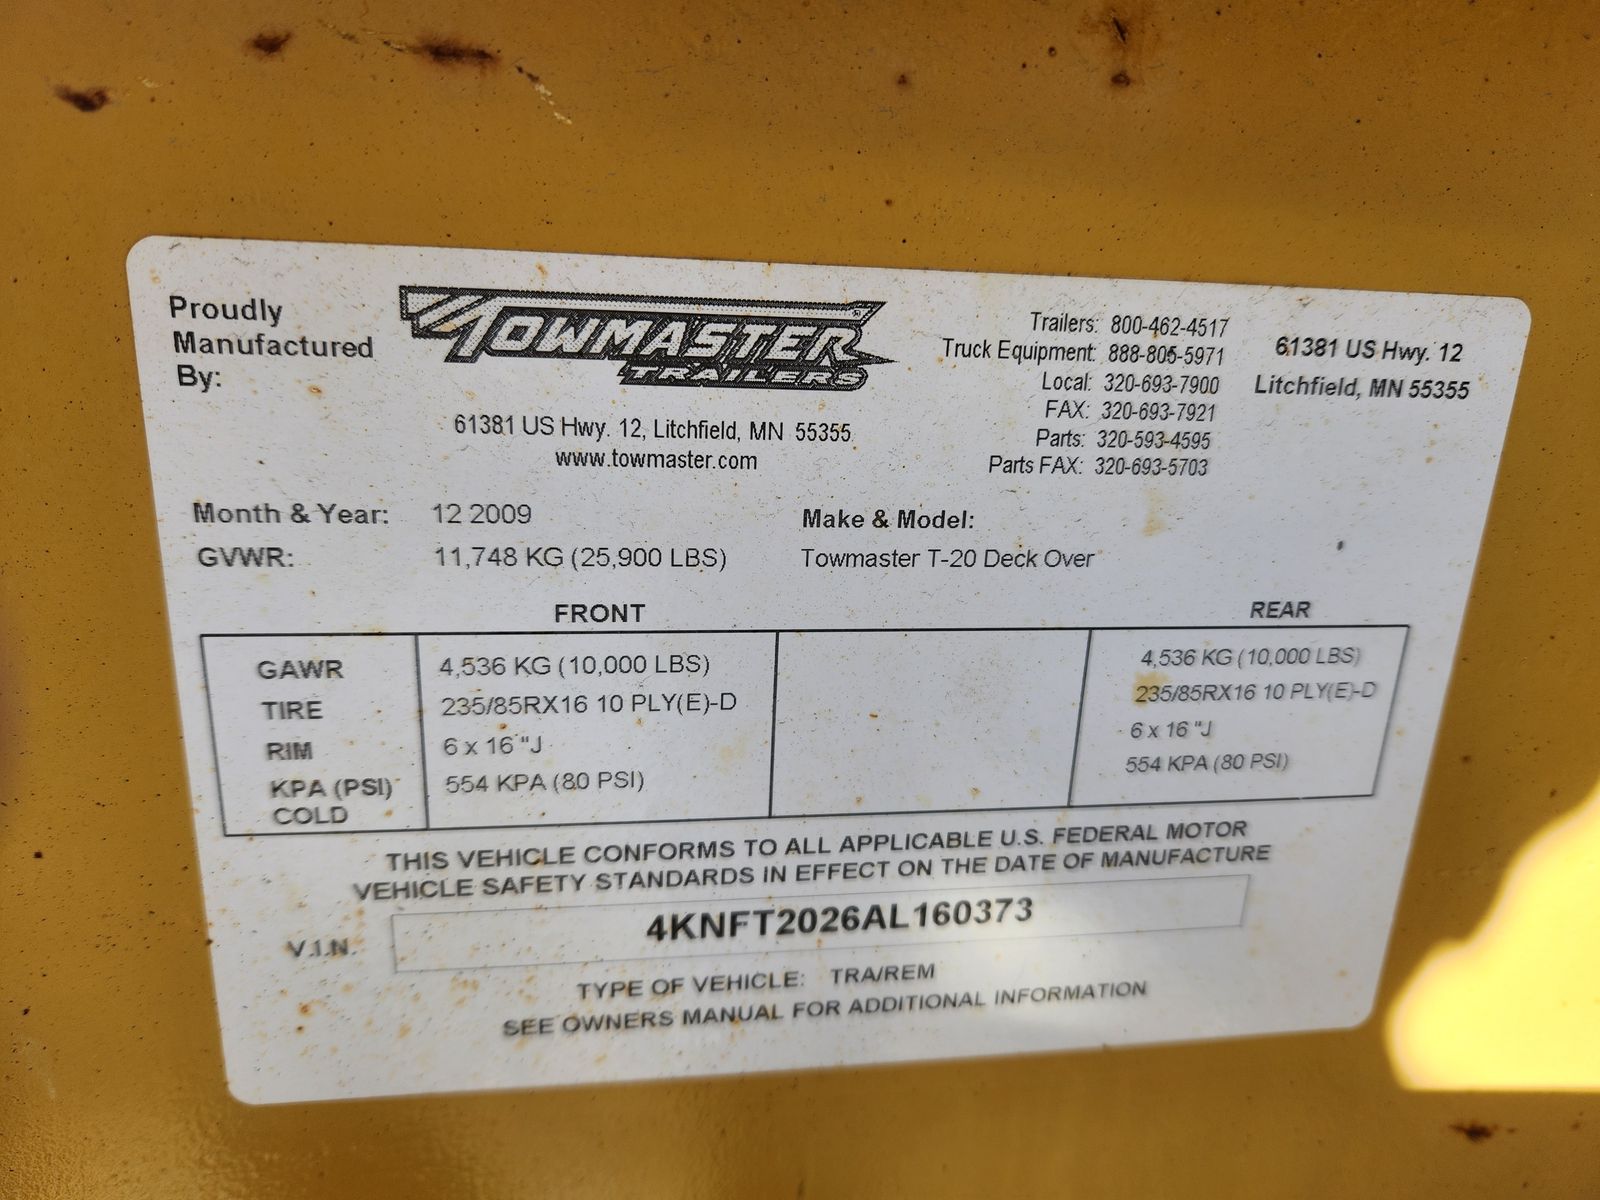 Proudly
Manufactured
By:
TOWMASTER
TRAILERS
61381 US Hwy. 12, Litchfield, MN 55355
www.towmaster.com
Trailers: 800-462-4517
Truck Equipment: 888-805-5971
Local: 320-693-7900
FAX: 320-693-7921
Parts: 320-593-4595
Parts FAX: 320-693-5703
61381 US Hwy. 12
Litchfield, MN 55355
Month & Year: 12 2009
Make & Model:
GVWR: 11,748 KG (25,900 LBS)
Towmaster T-20 Deck Over
FRONT REAR
GAWR 4,536 KG (10,000 LBS) 4,536 KG (10,000 LBS)
TIRE 235/85RX16 10 PLY(E)-D 235/85RX16 10 PLY(E)-D
RIM 6 x 16 "J 6 x 16 "J
KPA (PSI) 554 KPA (80 PSI) 554 KPA (80 PSI)
COLD
THIS VEHICLE CONFORMS TO ALL APPLICABLE U.S. FEDERAL MOTOR
VEHICLE SAFETY STANDARDS IN EFFECT ON THE DATE OF MANUFACTURE
V.I.N. 4KNFT2026AL160373
TYPE OF VEHICLE: TRA/REM
SEE OWNERS MANUAL FOR ADDITIONAL INFORMATION